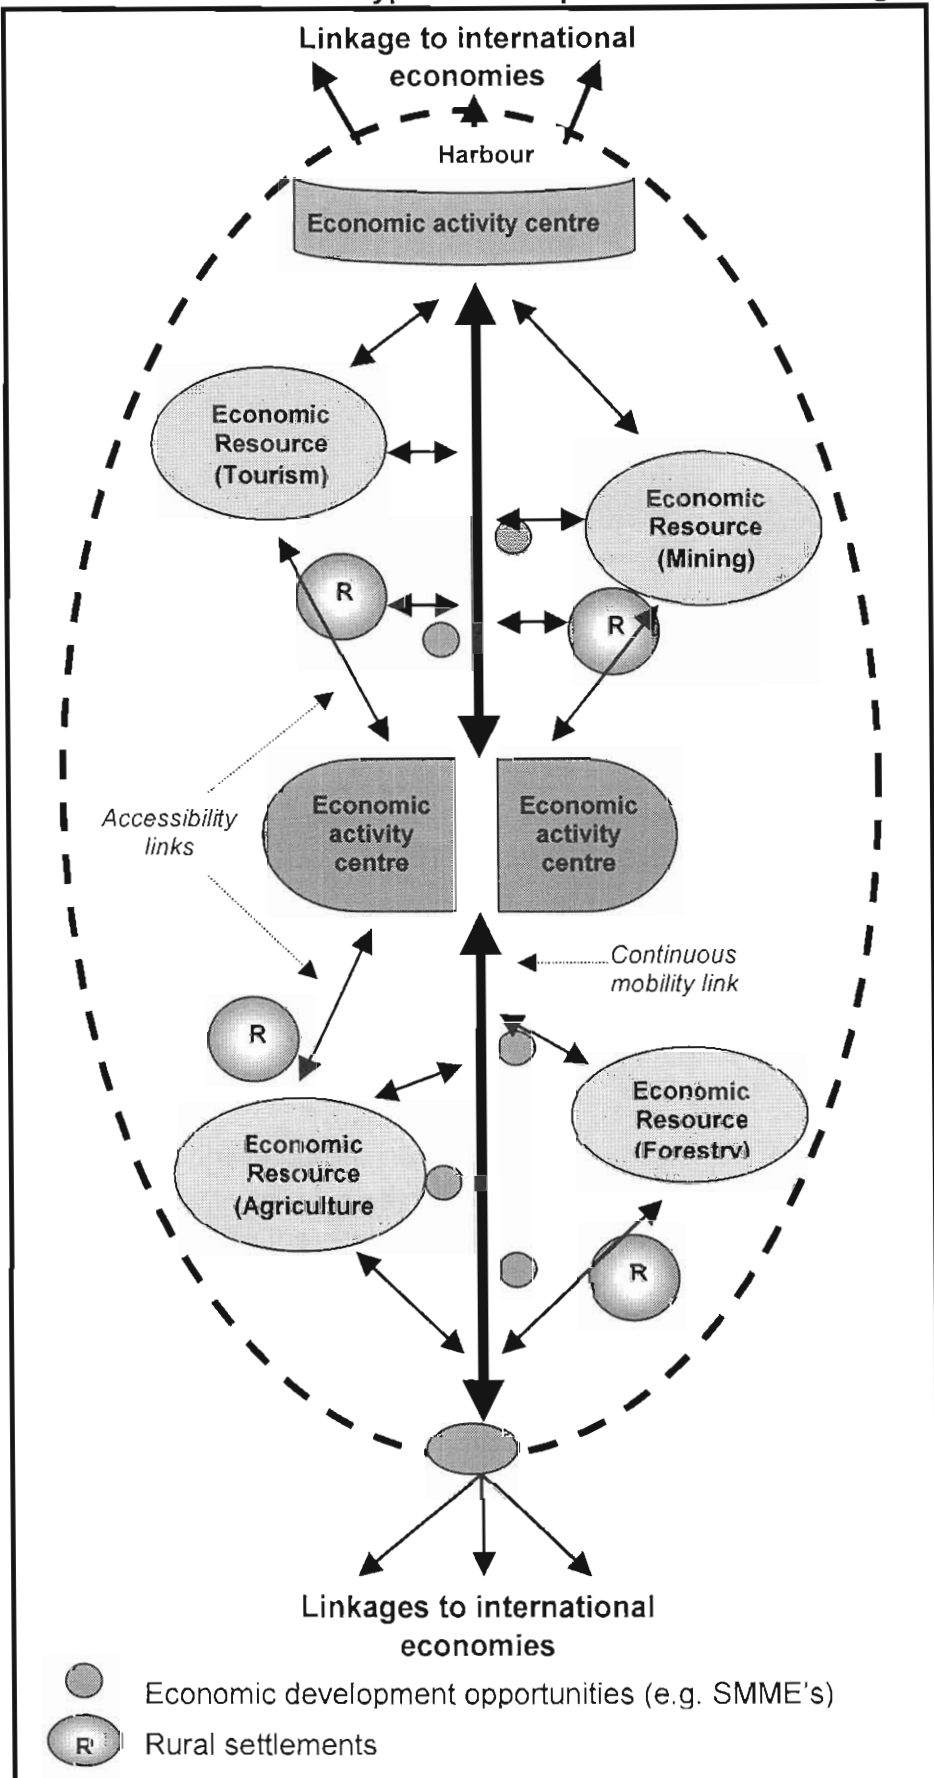 Linkage to international
economies
Harbour
Economic activity centre
Economic
Resource
(Tourism)
Economic
Resource
(Mining)
R
R
Accessibility
links
Economic
activity
centre
Economic
activity
centre
Continuous
mobility link
R
Economic
Resource
(Forestry)
Economic
Resource
(Agriculture
R
Linkages to international
economies
Economic development opportunities (e.g. SMME's)
R
Rural settlements